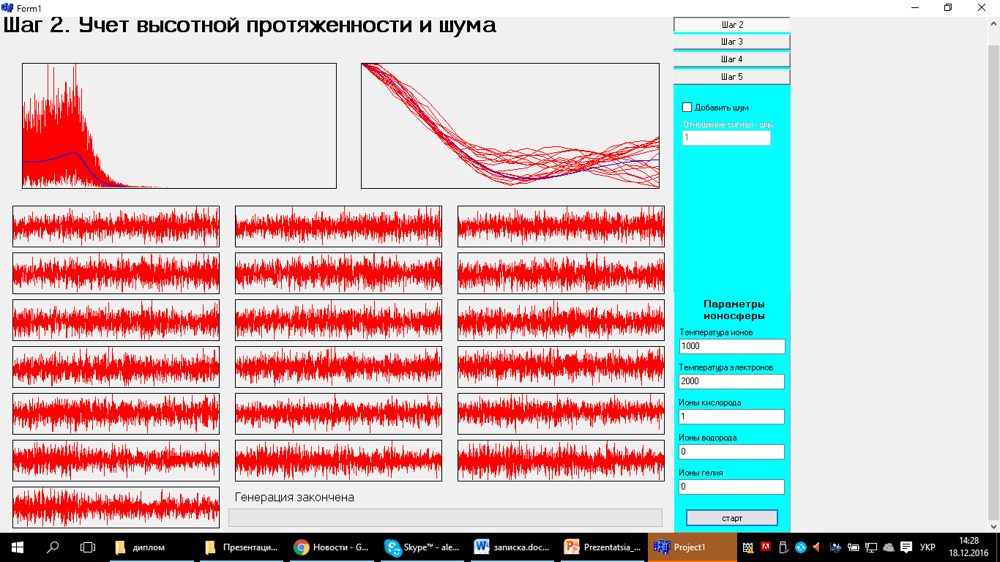 Form1
Шаг 2. Учет высотной протяженности и шума
Шаг 2
Шаг 3
Шаг 4
Шаг 5
Добавить шум
Отношение сигнал - шум
1
Параметры
ионосферы
Температура ионов
1000
Температура электронов
2000
Ионы кислорода
1
Ионы водорода
0
Ионы гелия
0
старт
Генерация закончена
диплом
Презентаци...
Новости - G...
Skype™ - ale...
записка.doc...
Prezentatsia_...
Project1
УКР
14:28
18.12.2016